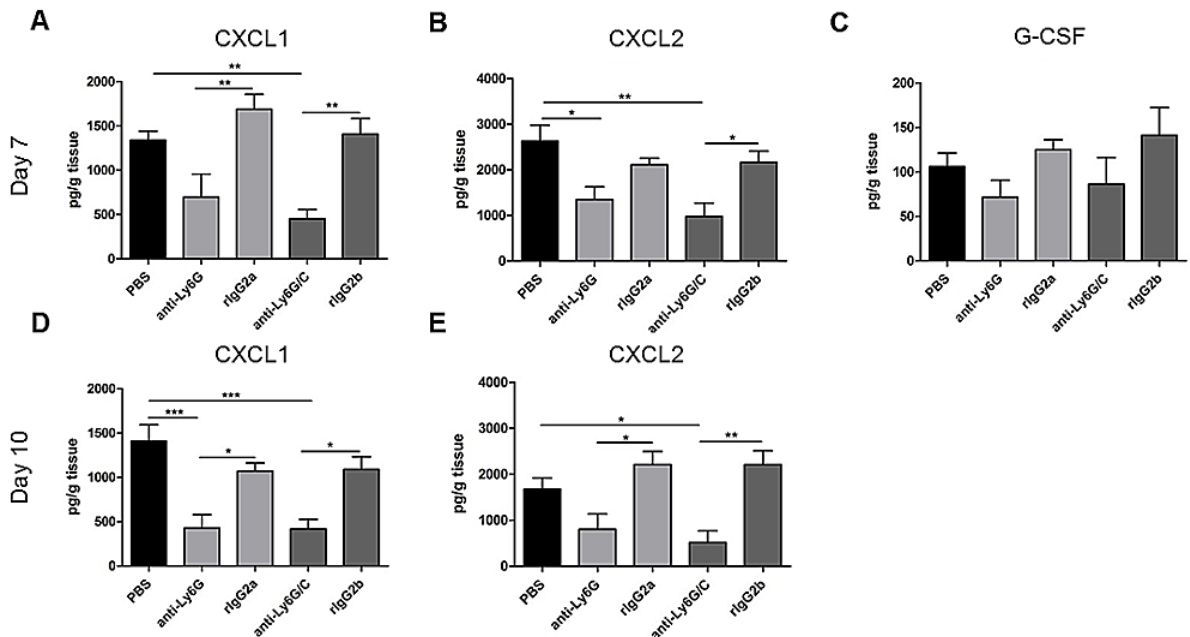 A
CXCL1
Day 7
pg/g tissue
2000
1500
1000
500
0
**
**
**
PBS
anti-Ly6G
rIgG2a
anti-Ly6G/C
rIgG2b
B
CXCL2
pg/g tissue
4000
3000
2000
1000
0
**
*
*
PBS
anti-Ly6G
rIgG2a
anti-Ly6G/C
rIgG2b
C
G-CSF
pg/g tissue
200
150
100
50
0
PBS
anti-Ly6G
rIgG2a
anti-Ly6G/C
rIgG2b
D
CXCL1
Day 10
pg/g tissue
2000
1500
1000
500
0
***
***
*
*
PBS
anti-Ly6G
rIgG2a
anti-Ly6G/C
rIgG2b
E
CXCL2
pg/g tissue
4000
3000
2000
1000
0
*
*
**
PBS
anti-Ly6G
rIgG2a
anti-Ly6G/C
rIgG2b